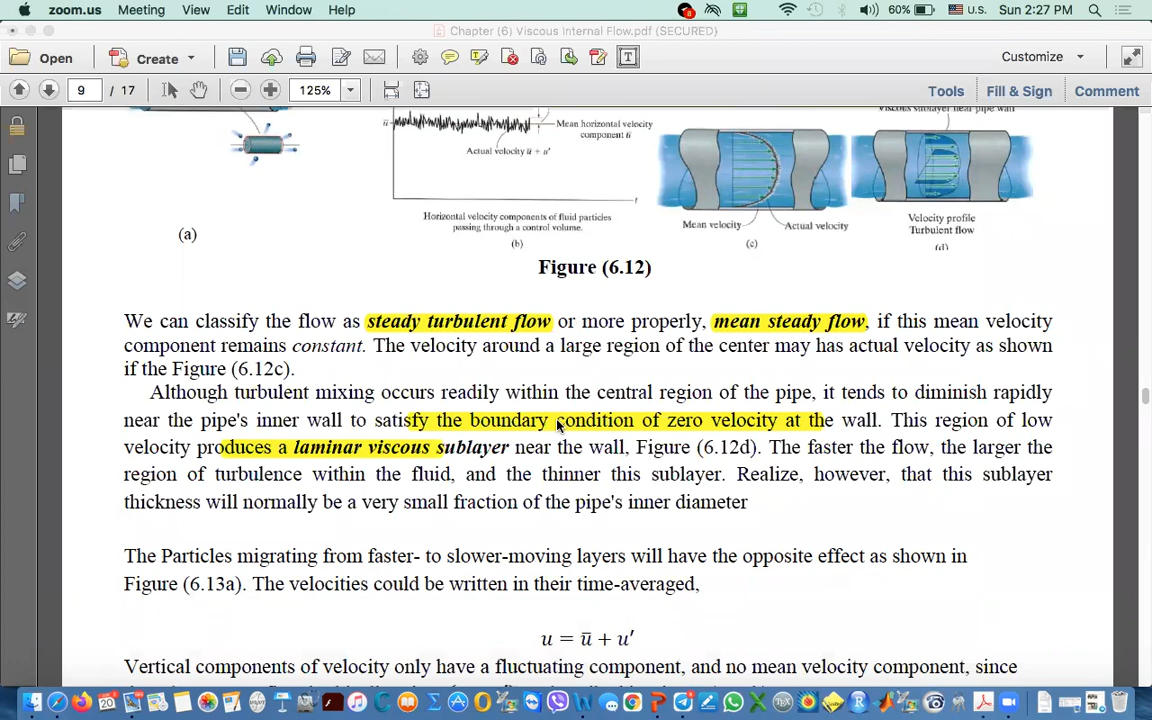 zoom.us Meeting View Edit Window Help 60% U.S. Sun 2:27 PM
Chapter (6) Viscous Internal Flow.pdf (SECURED)
Open Create Customize
9 / 17 125% Tools Fill & Sign Comment
Viscous sublayer near pipe wall
ū
Mean horizontal velocity
component ū
Actual velocity ū + u'
t
Horizontal velocity components of fluid particles
passing through a control volume.
Mean velocity Actual velocity
Velocity profile
Turbulent flow
(a)
(b)
(c)
(d)
Figure (6.12)
We can classify the flow as steady turbulent flow or more properly, mean steady flow, if this mean velocity
component remains constant. The velocity around a large region of the center may has actual velocity as shown
if the Figure (6.12c).
Although turbulent mixing occurs readily within the central region of the pipe, it tends to diminish rapidly
near the pipe's inner wall to satisfy the boundary condition of zero velocity at the wall. This region of low
velocity produces a laminar viscous sublayer near the wall, Figure (6.12d). The faster the flow, the larger the
region of turbulence within the fluid, and the thinner this sublayer. Realize, however, that this sublayer
thickness will normally be a very small fraction of the pipe's inner diameter
The Particles migrating from faster- to slower-moving layers will have the opposite effect as shown in
Figure (6.13a). The velocities could be written in their time-averaged,
u = ū + u′
Vertical components of velocity only have a fluctuating component, and no mean velocity component, since